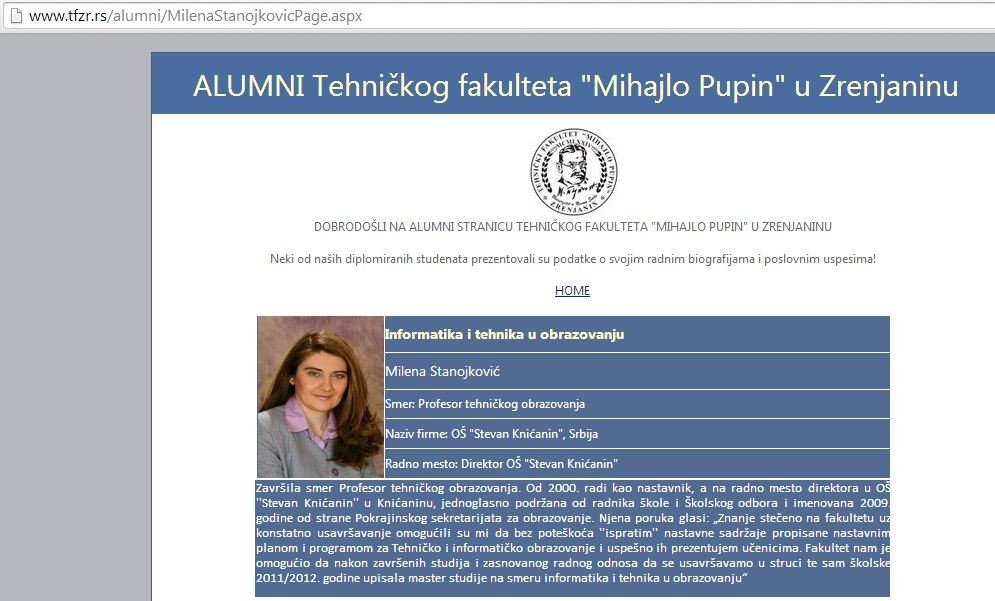 www.tfzr.rs/alumni/MilenaStanojkovicPage.aspx
ALUMNI Tehničkog fakulteta "Mihajlo Pupin" u Zrenjaninu
TEHNIČKI FAKULTET "MIHAJLO PUPIN"
MCMLXXIV
ZRENJANIN
DOBRODOŠLI NA ALUMNI STRANICU TEHNIČKOG FAKULTETA "MIHAJLO PUPIN" U ZRENJANINU
Neki od naših diplomiranih studenata prezentovali su podatke o svojim radnim biografijama i poslovnim uspesima!
HOME
Informatika i tehnika u obrazovanju
Milena Stanojković
Smer: Profesor tehničkog obrazovanja
Naziv firme: OŠ "Stevan Knićanin", Srbija
Radno mesto: Direktor OŠ "Stevan Knićanin"
Završila smer Profesor tehničkog obrazovanja. Od 2000. radi kao nastavnik, a na radno mesto direktora u OŠ
''Stevan Knićanin'' u Knićaninu, jednoglasno podržana od radnika škole i Školskog odbora i imenovana 2009.
godine od strane Pokrajinskog sekretarijata za obrazovanje. Njena poruka glasi: „Znanje stečeno na fakultetu uz
konstatno usavršavanje omogućili su mi da bez poteškoća ''ispratim'' nastavne sadržaje propisane nastavnim
planom i programom za Tehničko i informatičko obrazovanje i uspešno ih prezentujem učenicima. Fakultet nam je
omogućio da nakon završenih studija i zasnovanog radnog odnosa da se usavršavamo u struci te sam školske
2011/2012. godine upisala master studije na smeru informatika i tehnika u obrazovanju“